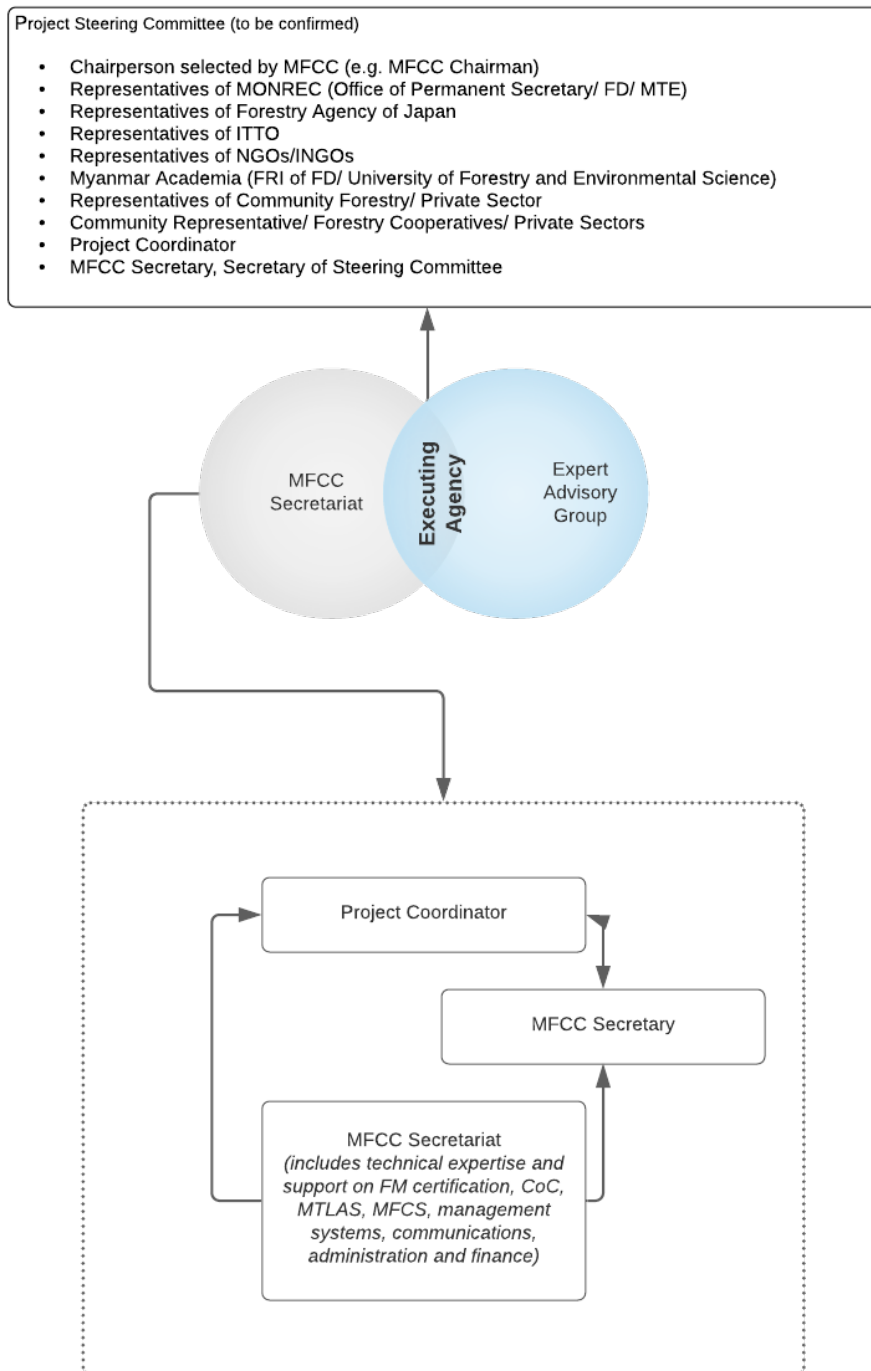 Project Steering Committee (to be confirmed)
• Chairperson selected by MFCC (e.g. MFCC Chairman)
• Representatives of MONREC (Office of Permanent Secretary/ FD/ MTE)
• Representatives of Forestry Agency of Japan
• Representatives of ITTO
• Representatives of NGOs/INGOs
• Myanmar Academia (FRI of FD/ University of Forestry and Environmental Science)
• Representatives of Community Forestry/ Private Sector
• Community Representative/ Forestry Cooperatives/ Private Sectors
• Project Coordinator
• MFCC Secretary, Secretary of Steering Committee
MFCC
Secretariat
Executing
Agency
Expert
Advisory
Group
Project Coordinator
MFCC Secretary
MFCC Secretariat
(includes technical expertise and
support on FM certification, CoC,
MTLAS, MFCS, management
systems, communications,
administration and finance)